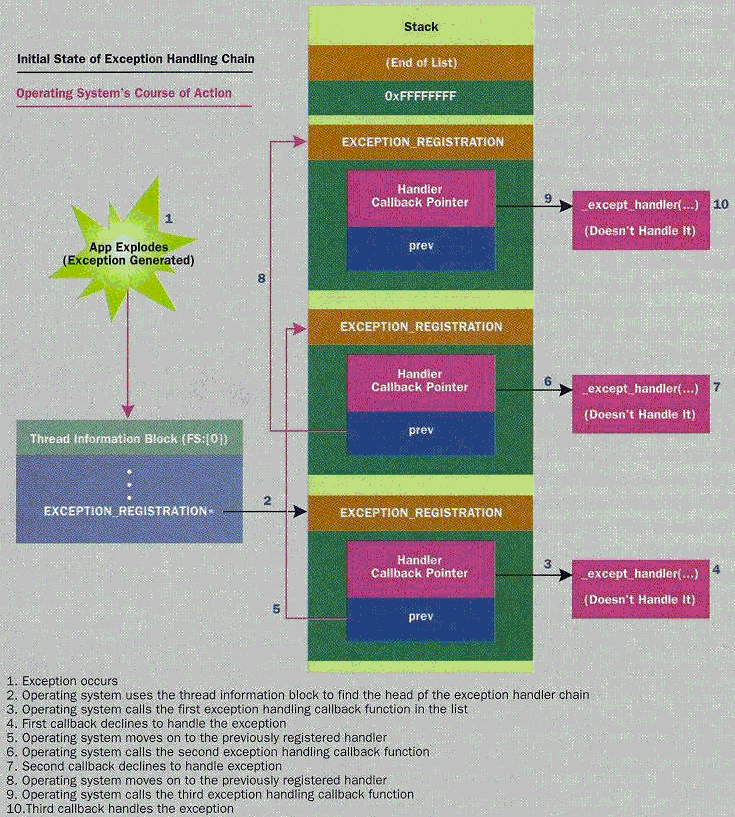 Stack
Initial State of Exception Handling Chain
(End of List)
Operating System's Course of Action
0xFFFFFFFF
EXCEPTION_REGISTRATION
Handler
Callback Pointer
prev
9
_except_handler(...)
(Doesn't Handle It)
10
1
App Explodes
(Exception Generated)
8
EXCEPTION_REGISTRATION
Handler
Callback Pointer
prev
6
_except_handler(...)
(Doesn't Handle It)
7
Thread Information Block (FS:[0])
EXCEPTION_REGISTRATION*
2
EXCEPTION_REGISTRATION
Handler
Callback Pointer
prev
3
_except_handler(...)
(Doesn't Handle It)
4
5
1. Exception occurs
2. Operating system uses the thread information block to find the head pf the exception handler chain
3. Operating system calls the first exception handling callback function in the list
4. First callback declines to handle the exception
5. Operating system moves on to the previously registered handler
6. Operating system calls the second exception handling callback function
7. Second callback declines to handle exception
8. Operating system moves on to the previously registered handler
9. Operating system calls the third exception handling callback function
10.Third callback handles the exception